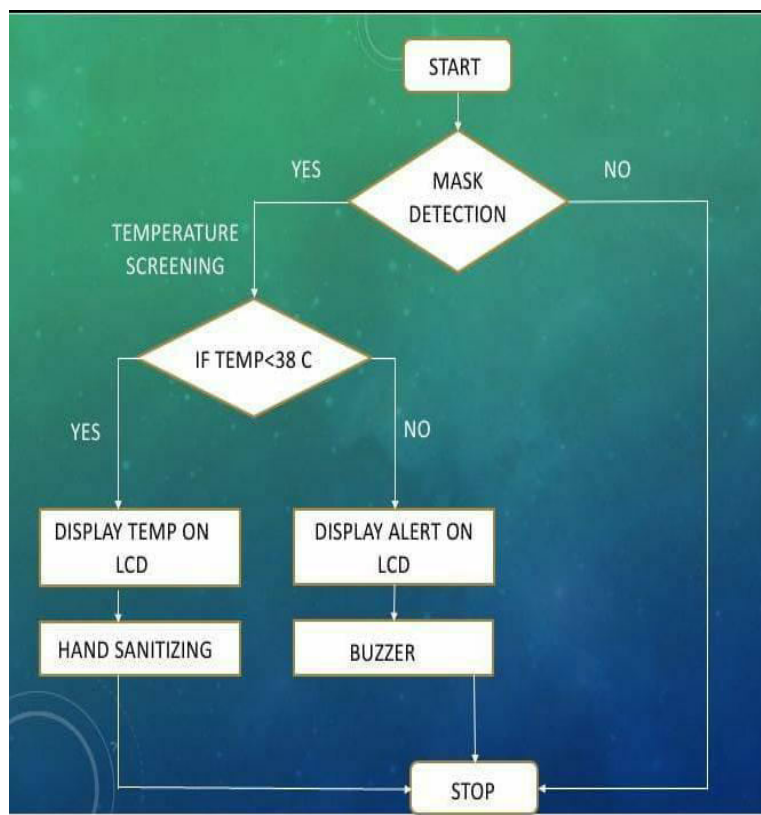 START
YES
MASK
DETECTION
NO
TEMPERATURE
SCREENING
IF TEMP<38 C
YES
NO
DISPLAY TEMP ON
LCD
DISPLAY ALERT ON
LCD
HAND SANITIZING
BUZZER
STOP